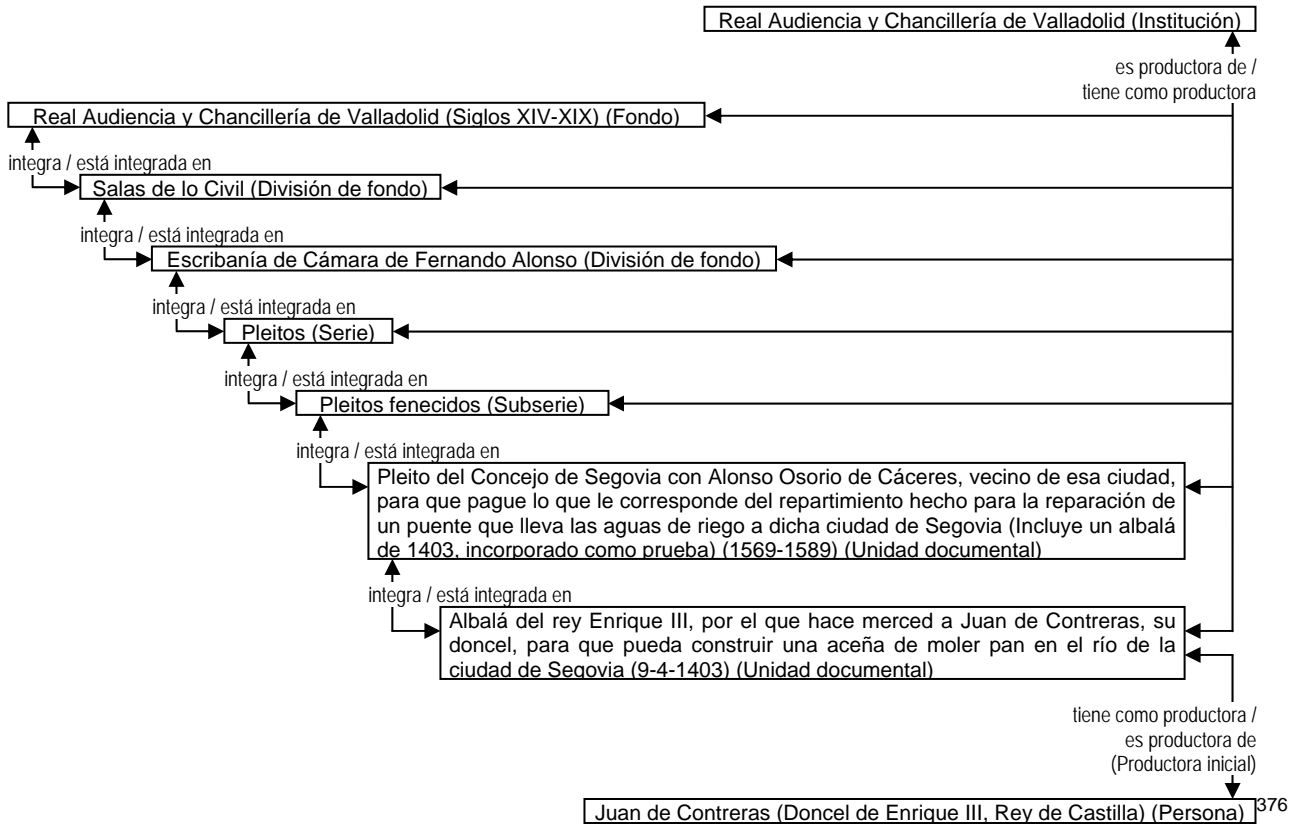 Real Audiencia y Chancillería de Valladolid (Institución)
es productora de /
tiene como productora
Real Audiencia y Chancillería de Valladolid (Siglos XIV-XIX) (Fondo)
integra / está integrada en
Salas de lo Civil (División de fondo)
integra / está integrada en
Escribanía de Cámara de Fernando Alonso (División de fondo)
integra / está integrada en
Pleitos (Serie)
integra / está integrada en
Pleitos fenecidos (Subserie)
integra / está integrada en
Pleito del Concejo de Segovia con Alonso Osorio de Cáceres, vecino de esa ciudad,
para que pague lo que le corresponde del repartimiento hecho para la reparación de
un puente que lleva las aguas de riego a dicha ciudad de Segovia (Incluye un albalá
de 1403, incorporado como prueba) (1569-1589) (Unidad documental)
integra / está integrada en
Albalá del rey Enrique III, por el que hace merced a Juan de Contreras, su
doncel, para que pueda construir una aceña de moler pan en el río de la
ciudad de Segovia (9-4-1403) (Unidad documental)
tiene como productora /
es productora de
(Productora inicial)
Juan de Contreras (Doncel de Enrique III, Rey de Castilla) (Persona) 376